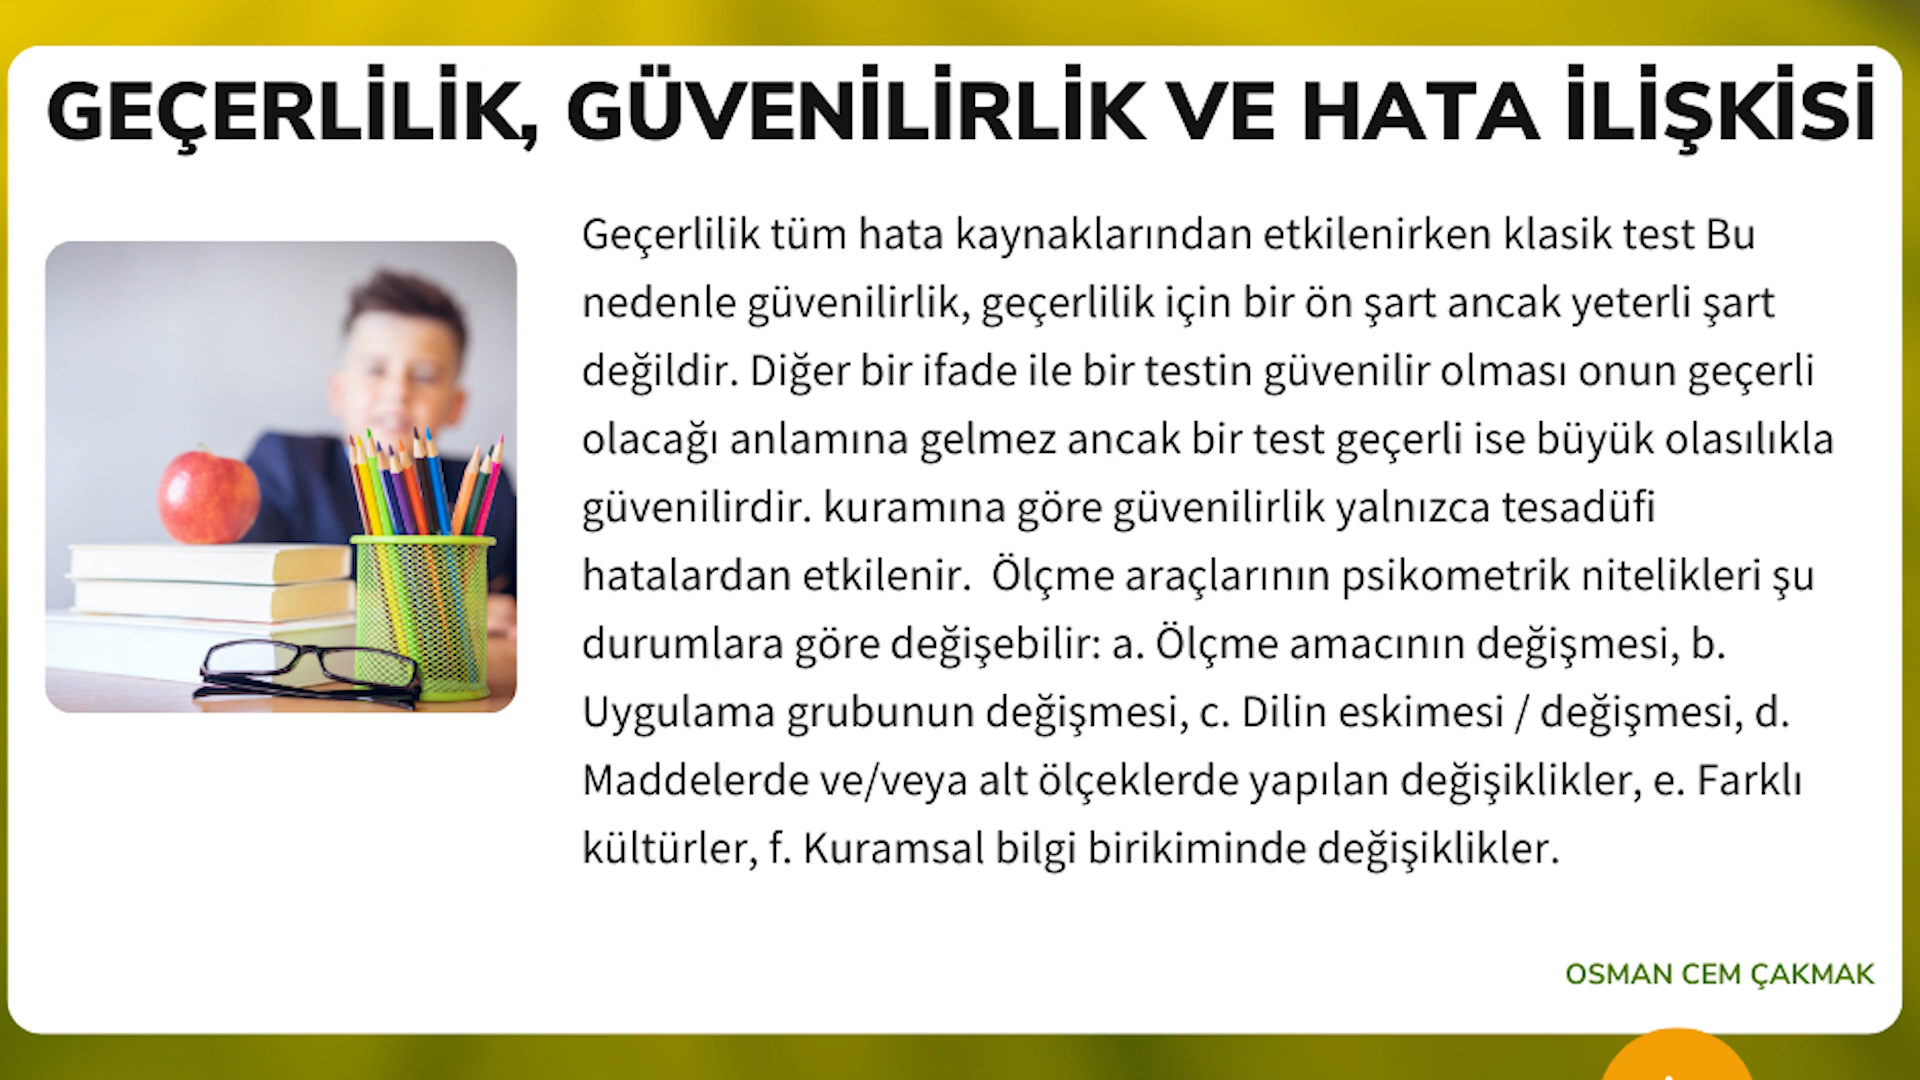 GEÇERLİLİK, GÜVENİLİRLİK VE HATA İLİŞKİSİ
Geçerlilik tüm hata kaynaklarından etkilenirken klasik test Bu
nedenle güvenilirlik, geçerlilik için bir ön şart ancak yeterli şart
değildir. Diğer bir ifade ile bir testin güvenilir olması onun geçerli
olacağı anlamına gelmez ancak bir test geçerli ise büyük olasılıkla
güvenilirdir. kuramına göre güvenilirlik yalnızca tesadüfi
hatalardan etkilenir. Ölçme araçlarının psikometrik nitelikleri şu
durumlara göre değişebilir: a. Ölçme amacının değişmesi, b.
Uygulama grubunun değişmesi, c. Dilin eskimesi / değişmesi, d.
Maddelerde ve/veya alt ölçeklerde yapılan değişiklikler, e. Farklı
kültürler, f. Kuramsal bilgi birikiminde değişiklikler.
OSMAN CEM ÇAKMAK